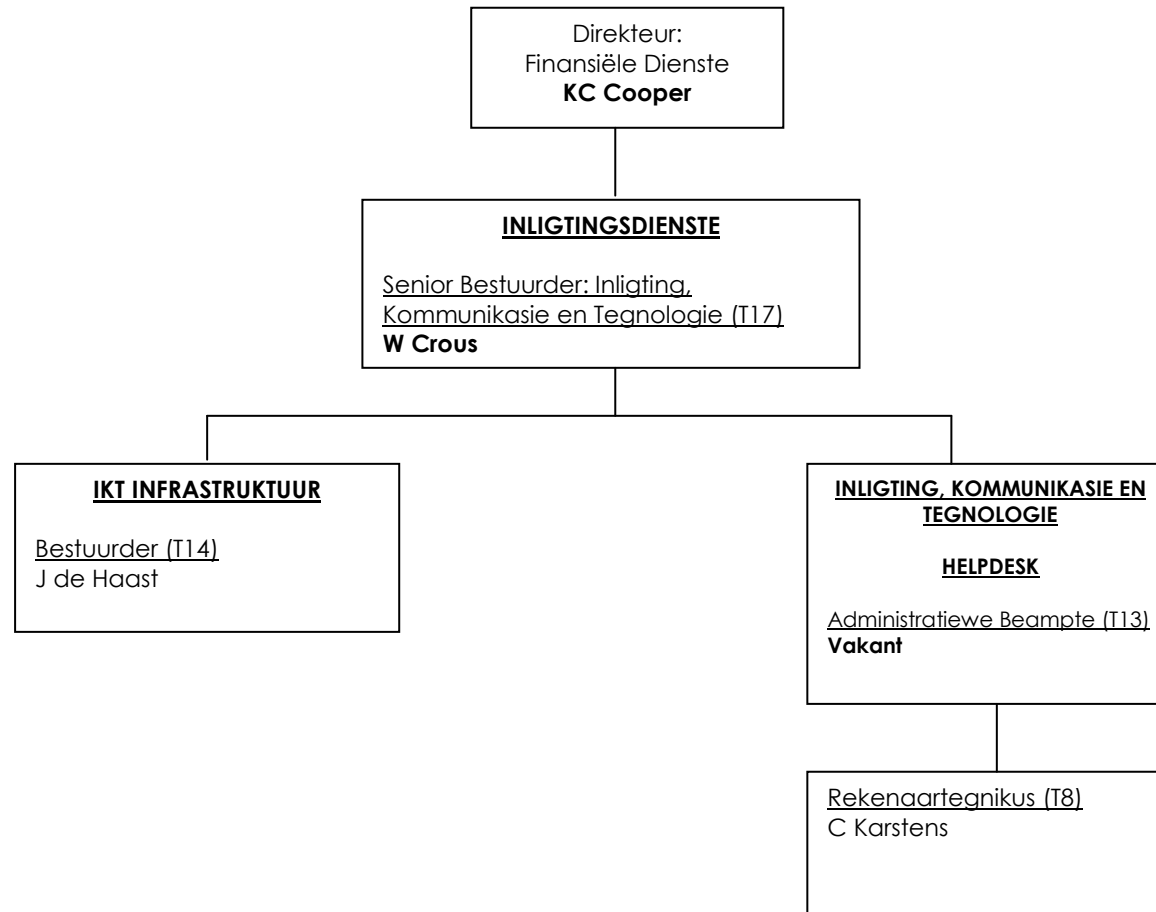 Direkteur:
Finansiële Dienste
KC Cooper
INLIGTINGSDIENSTE
Senior Bestuurder: Inligting,
Kommunikasie en Tegnologie (T17)
W Crous
IKT INFRASTRUKTUUR
Bestuurder (T14)
J de Haast
INLIGTING, KOMMUNIKASIE EN
TEGNOLOGIE
HELPDESK
Administratiewe Beampte (T13)
Vakant
Rekenaartegnikus (T8)
C Karstens